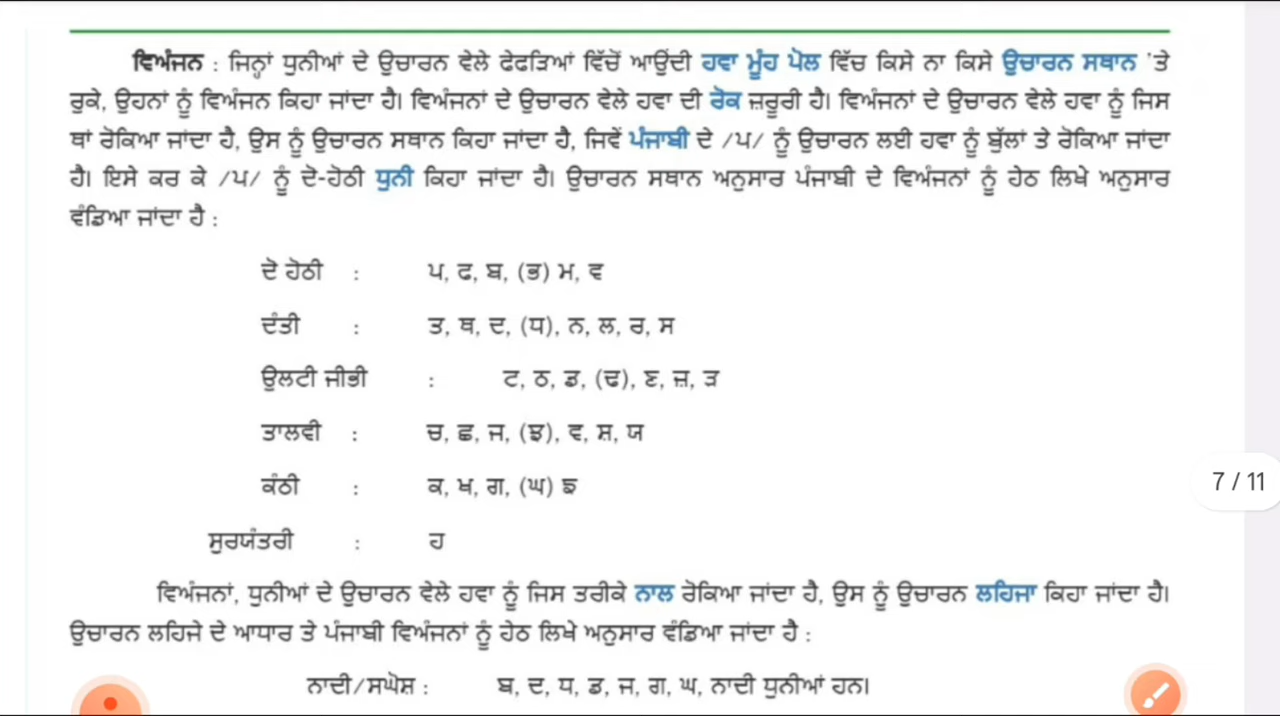 ਵਿਅੰਜਨ : ਜਿਨ੍ਹਾਂ ਧੁਨੀਆਂ ਦੇ ਉਚਾਰਨ ਵੇਲੇ ਫੇਫੜਿਆਂ ਵਿੱਚੋਂ ਆਉਂਦੀ ਹਵਾ ਮੂੰਹ ਪੋਲ ਵਿੱਚ ਕਿਸੇ ਨਾ ਕਿਸੇ ਉਚਾਰਨ ਸਥਾਨ 'ਤੇ
ਰੁਕੇ, ਉਹਨਾਂ ਨੂੰ ਵਿਅੰਜਨ ਕਿਹਾ ਜਾਂਦਾ ਹੈ। ਵਿਅੰਜਨਾਂ ਦੇ ਉਚਾਰਨ ਵੇਲੇ ਹਵਾ ਦੀ ਰੋਕ ਜ਼ਰੂਰੀ ਹੈ। ਵਿਅੰਜਨਾਂ ਦੇ ਉਚਾਰਨ ਵੇਲੇ ਹਵਾ ਨੂੰ ਜਿਸ
ਥਾਂ ਰੋਕਿਆ ਜਾਂਦਾ ਹੈ, ਉਸ ਨੂੰ ਉਚਾਰਨ ਸਥਾਨ ਕਿਹਾ ਜਾਂਦਾ ਹੈ, ਜਿਵੇਂ ਪੰਜਾਬੀ ਦੇ /ਪ/ ਨੂੰ ਉਚਾਰਨ ਲਈ ਹਵਾ ਨੂੰ ਬੁੱਲਾਂ ਤੇ ਰੋਕਿਆ ਜਾਂਦਾ
ਹੈ। ਇਸੇ ਕਰ ਕੇ /ਪ/ ਨੂੰ ਦੋ-ਹੋਠੀ ਧੁਨੀ ਕਿਹਾ ਜਾਂਦਾ ਹੈ। ਉਚਾਰਨ ਸਥਾਨ ਅਨੁਸਾਰ ਪੰਜਾਬੀ ਦੇ ਵਿਅੰਜਨਾਂ ਨੂੰ ਹੇਠ ਲਿਖੇ ਅਨੁਸਾਰ
ਵੰਡਿਆ ਜਾਂਦਾ ਹੈ :
ਦੋ ਹੋਠੀ : ਪ, ਫ, ਬ, (ਭ) ਮ, ਵ
ਦੰਤੀ : ਤ, ਥ, ਦ, (ਧ), ਨ, ਲ, ਰ, ਸ
ਉਲਟੀ ਜੀਭੀ : ਟ, ਠ, ਡ, (ਢ), ਣ, ਜ਼, ੜ
ਤਾਲਵੀ : ਚ, ਛ, ਜ, (ਝ), ਵ, ਸ਼, ਯ
ਕੰਠੀ : ਕ, ਖ, ਗ, (ਘ) ਙ
7 / 11
ਸੁਰਯੰਤਰੀ : ਹ
ਵਿਅੰਜਨਾਂ, ਧੁਨੀਆਂ ਦੇ ਉਚਾਰਨ ਵੇਲੇ ਹਵਾ ਨੂੰ ਜਿਸ ਤਰੀਕੇ ਨਾਲ ਰੋਕਿਆ ਜਾਂਦਾ ਹੈ, ਉਸ ਨੂੰ ਉਚਾਰਨ ਲਹਿਜਾ ਕਿਹਾ ਜਾਂਦਾ ਹੈ।
ਉਚਾਰਨ ਲਹਿਜੇ ਦੇ ਆਧਾਰ ਤੇ ਪੰਜਾਬੀ ਵਿਅੰਜਨਾਂ ਨੂੰ ਹੇਠ ਲਿਖੇ ਅਨੁਸਾਰ ਵੰਡਿਆ ਜਾਂਦਾ ਹੈ :
ਨਾਦੀ/ਸਘੋਸ਼ : ਬ, ਦ, ਧ, ਡ, ਜ, ਗ, ਘ, ਨਾਦੀ ਧੁਨੀਆਂ ਹਨ।